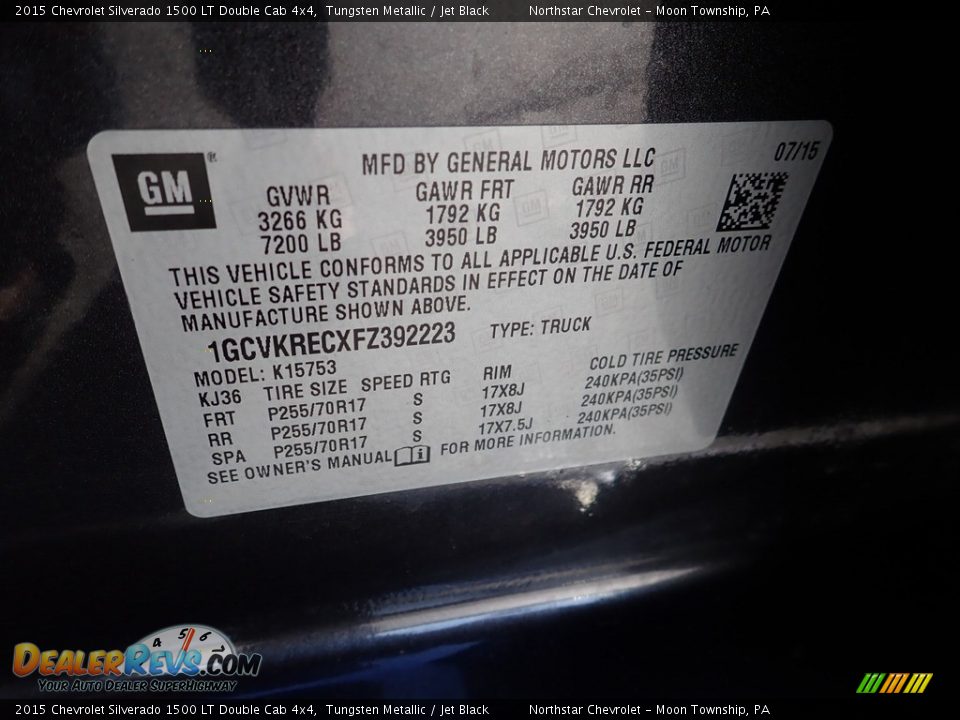 2015 Chevrolet Silverado 1500 LT Double Cab 4x4, Tungsten Metallic / Jet Black Northstar Chevrolet - Moon Township, PA
GM®
MFD BY GENERAL MOTORS LLC 07/15
GVWR GAWR FRT GAWR RR
3266 KG 1792 KG 1792 KG
7200 LB 3950 LB 3950 LB
THIS VEHICLE CONFORMS TO ALL APPLICABLE U.S. FEDERAL MOTOR
VEHICLE SAFETY STANDARDS IN EFFECT ON THE DATE OF
MANUFACTURE SHOWN ABOVE.
1GCVKRECXFZ392223 TYPE: TRUCK
MODEL: K15753
KJ36 TIRE SIZE SPEED RTG RIM COLD TIRE PRESSURE
FRT P255/70R17 S 17X8J 240KPA(35PSI)
RR P255/70R17 S 17X8J 240KPA(35PSI)
SPA P255/70R17 S 17X7.5J 240KPA(35PSI)
SEE OWNER'S MANUAL i FOR MORE INFORMATION.
4 5 6 7
DEALERREVS.COM
YOUR AUTO DEALER SUPERHIGHWAY
2015 Chevrolet Silverado 1500 LT Double Cab 4x4, Tungsten Metallic / Jet Black Northstar Chevrolet - Moon Township, PA